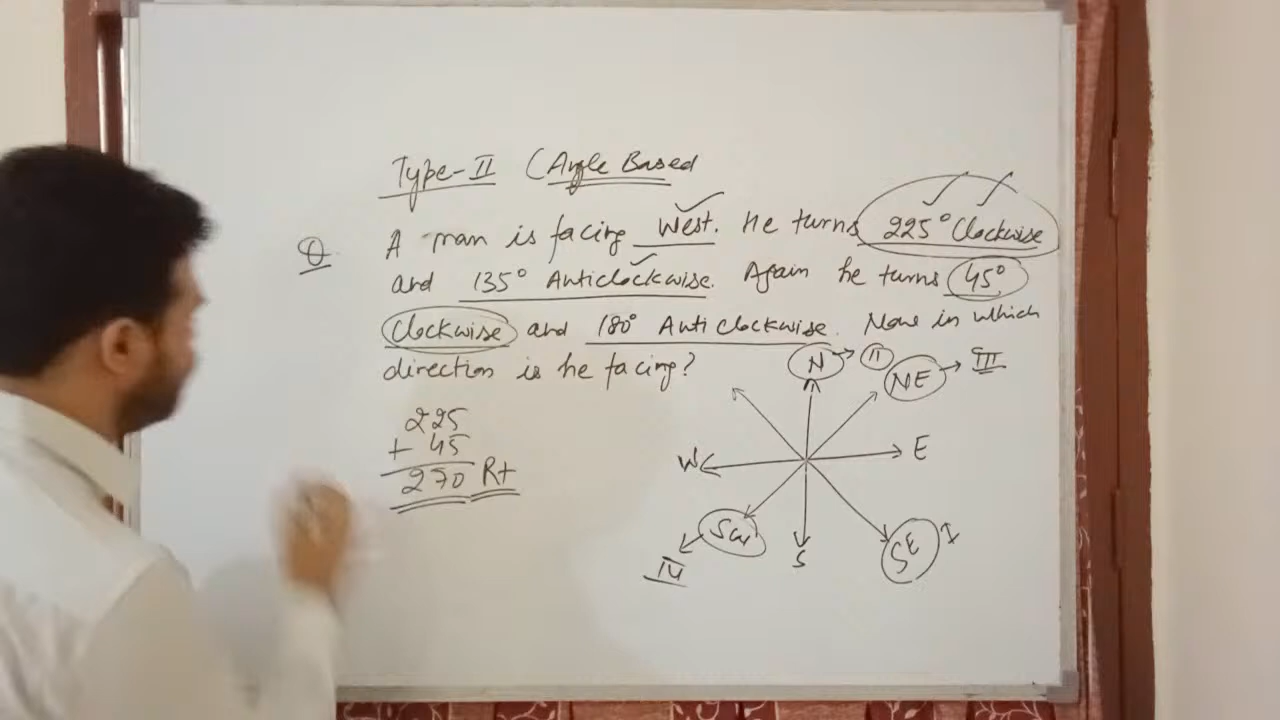 Type-II (Angle Based
Q A man is facing West. He turns 225° Clockwise
and 135° Anticlockwise. Again he turns 45°
Clockwise and 180° Anticlockwise. Now in which
direction is he facing?
N → II
NE → III
225
+ 45
270 Rt
W
E
SW
IV
S
SE I